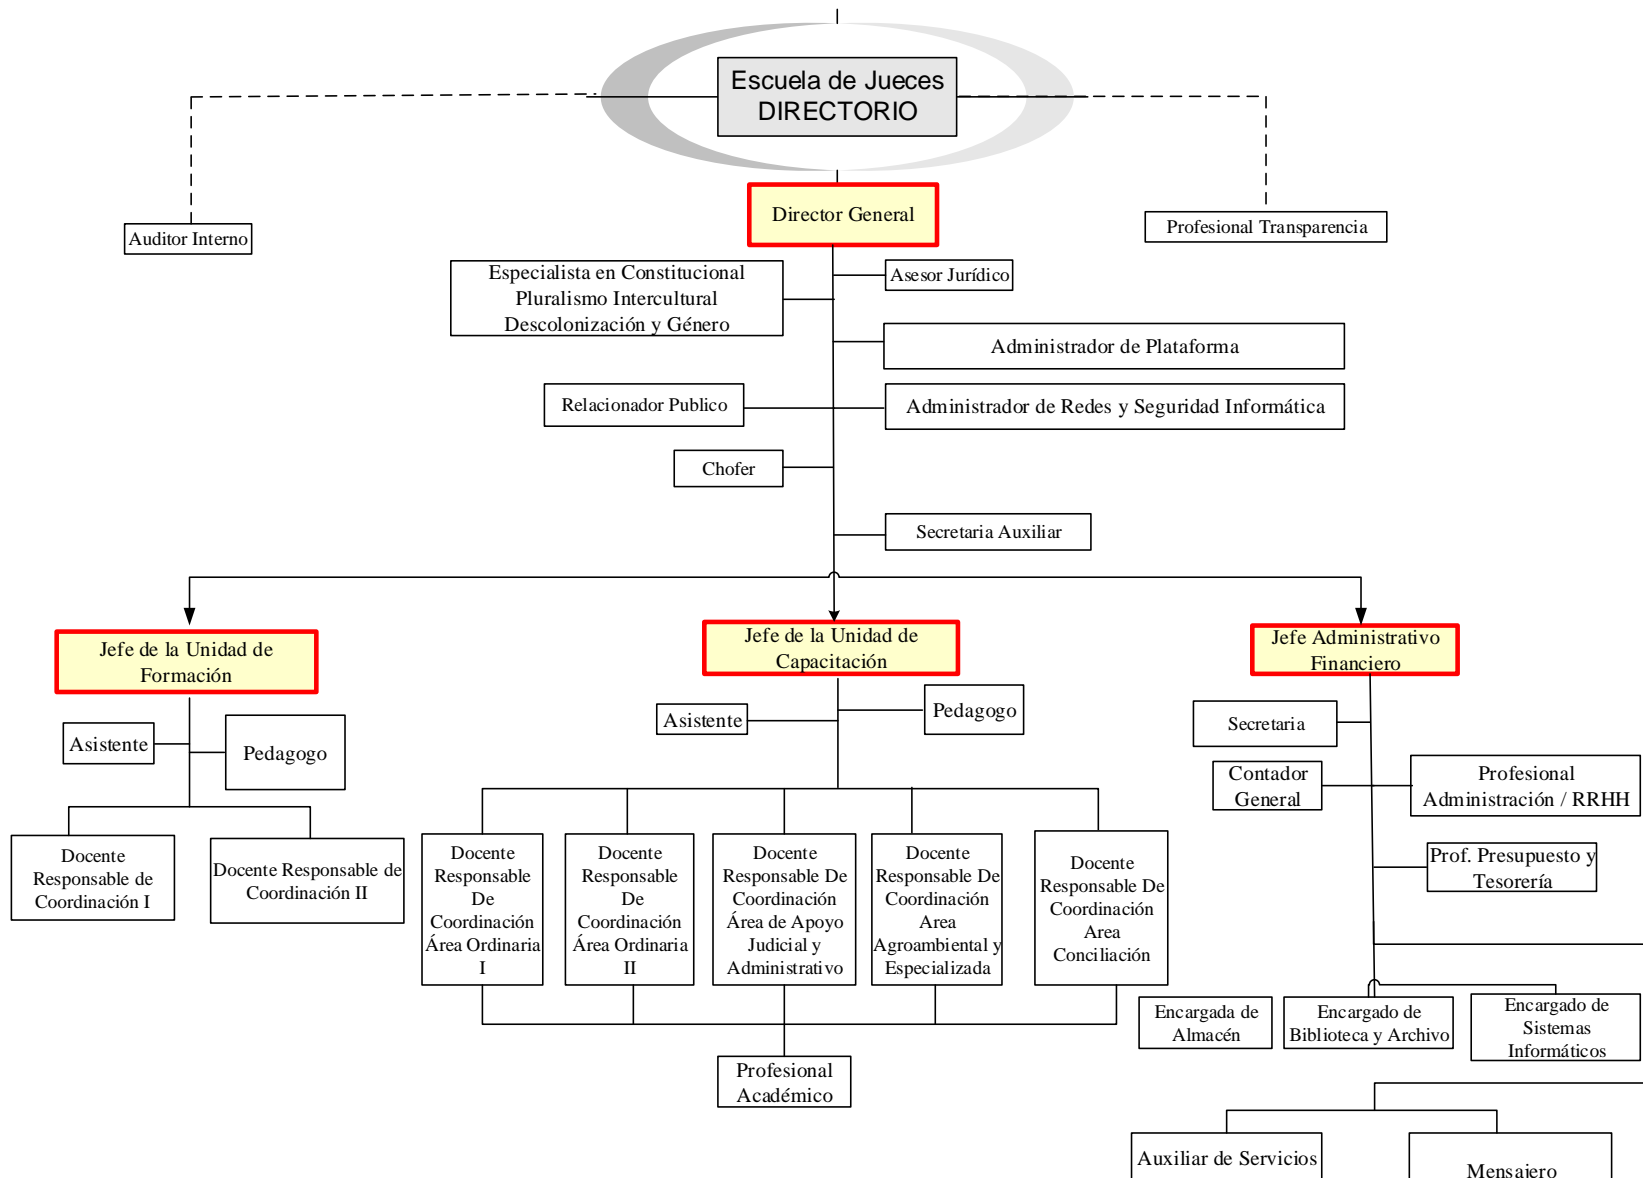 Escuela de Jueces
DIRECTORIO
Director General
Auditor Interno
Profesional Transparencia
Especialista en Constitucional
Pluralismo Intercultural
Descolonización y Género
Asesor Jurídico
Administrador de Plataforma
Relacionador Publico
Administrador de Redes y Seguridad Informática
Chofer
Secretaria Auxiliar
Jefe de la Unidad de
Formación
Asistente
Pedagogo
Docente
Responsable de
Coordinación I
Docente Responsable de
Coordinación II
Jefe de la Unidad de
Capacitación
Asistente
Pedagogo
Docente
Responsable
De
Coordinación
Área Ordinaria
I
Docente
Responsable
De
Coordinación
Área Ordinaria
II
Docente
Responsable De
Coordinación
Área de Apoyo
Judicial y
Administrativo
Docente
Responsable De
Coordinación
Area
Agroambiental y
Especializada
Docente
Responsable De
Coordinación
Area
Conciliación
Profesional
Académico
Jefe Administrativo
Financiero
Secretaria
Contador
General
Profesional
Administración / RRHH
Prof. Presupuesto y
Tesorería
Encargada de
Almacén
Encargado de
Biblioteca y Archivo
Encargado de
Sistemas
Informáticos
Auxiliar de Servicios
Mensajero